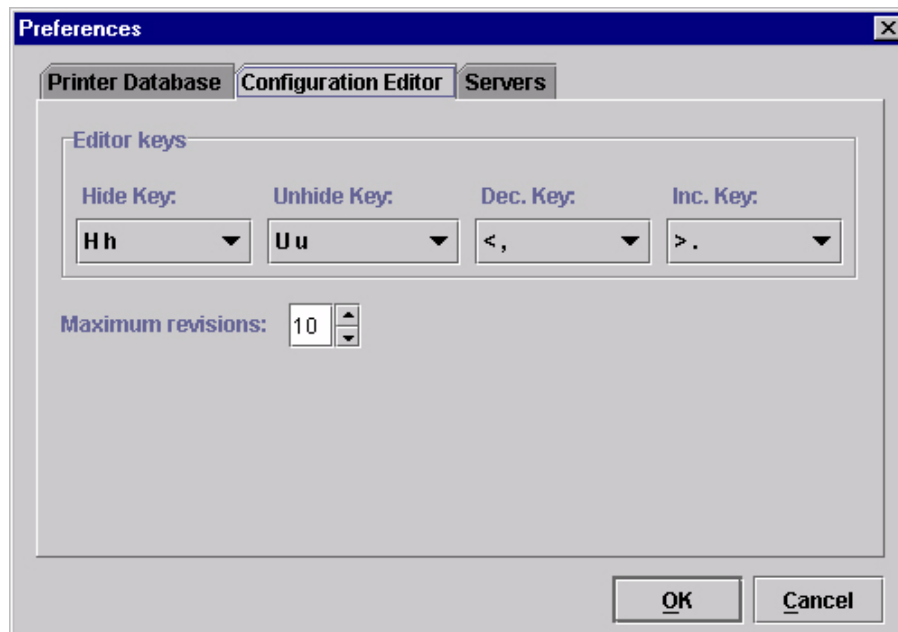 Preferences
Printer Database Configuration Editor Servers
Editor keys
Hide Key: Unhide Key: Dec. Key: Inc. Key:
H h U u < , > .
Maximum revisions: 10
OK Cancel